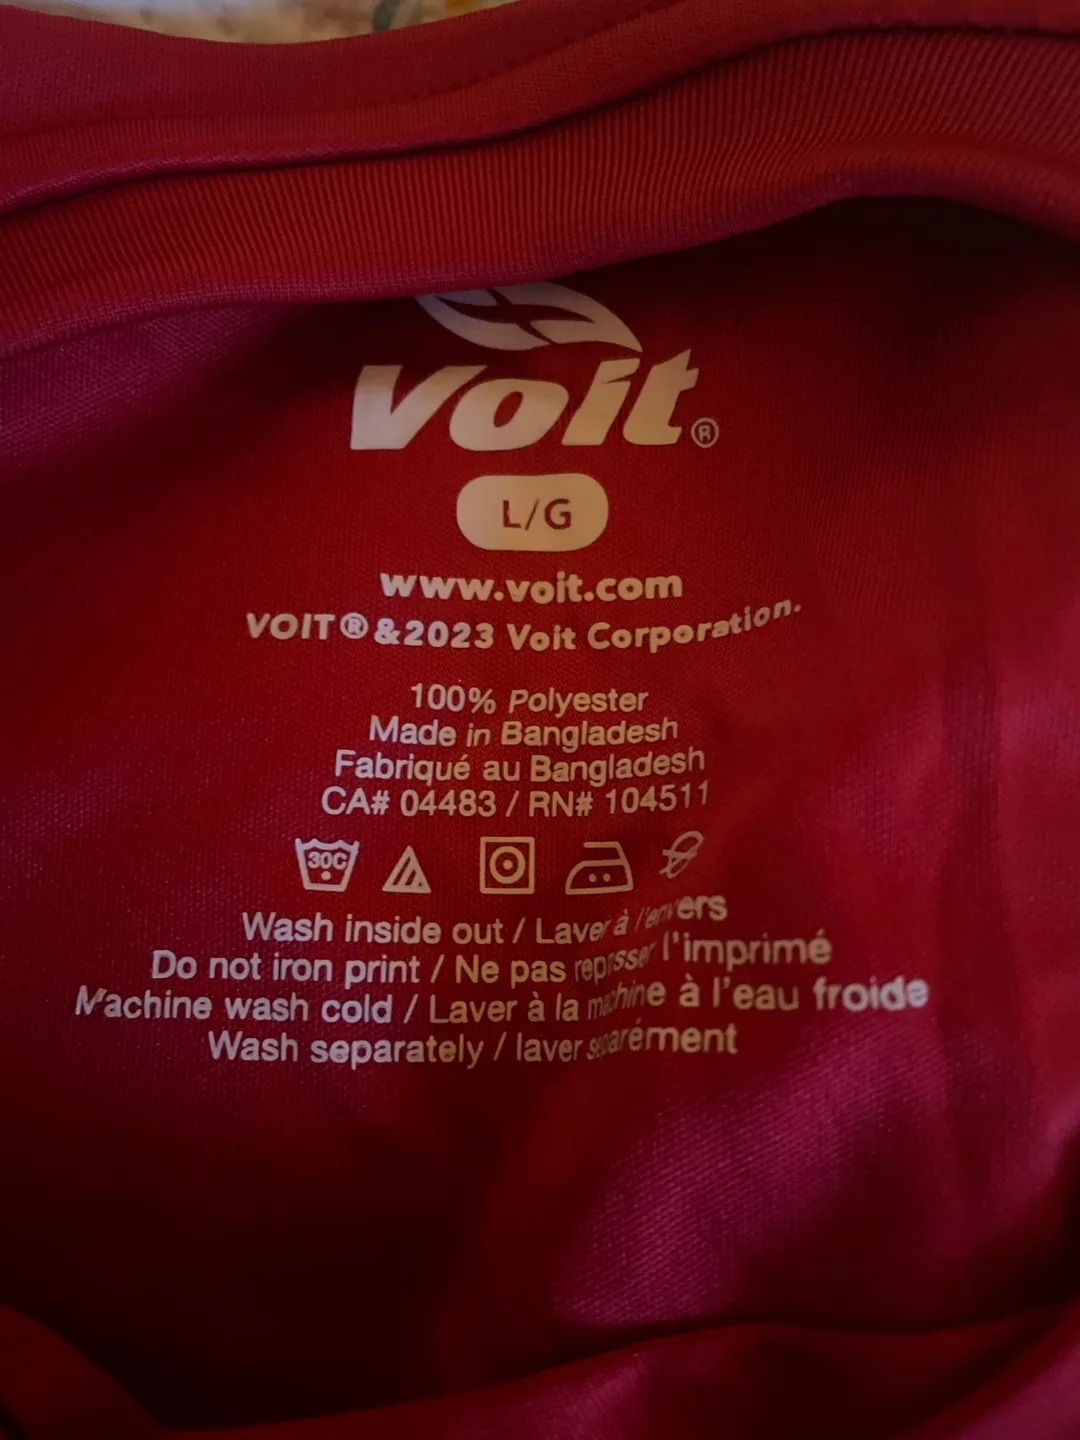 Voit®
L/G
www.voit.com
VOIT®&2023 Voit Corporation.
100% Polyester
Made in Bangladesh
Fabriqué au Bangladesh
CA# 04483 / RN# 104511
30C
Wash inside out / Laver à l'envers
Do not iron print / Ne pas repasser l'imprimé
Machine wash cold / Laver à la machine à l'eau froide
Wash separately / laver séparément